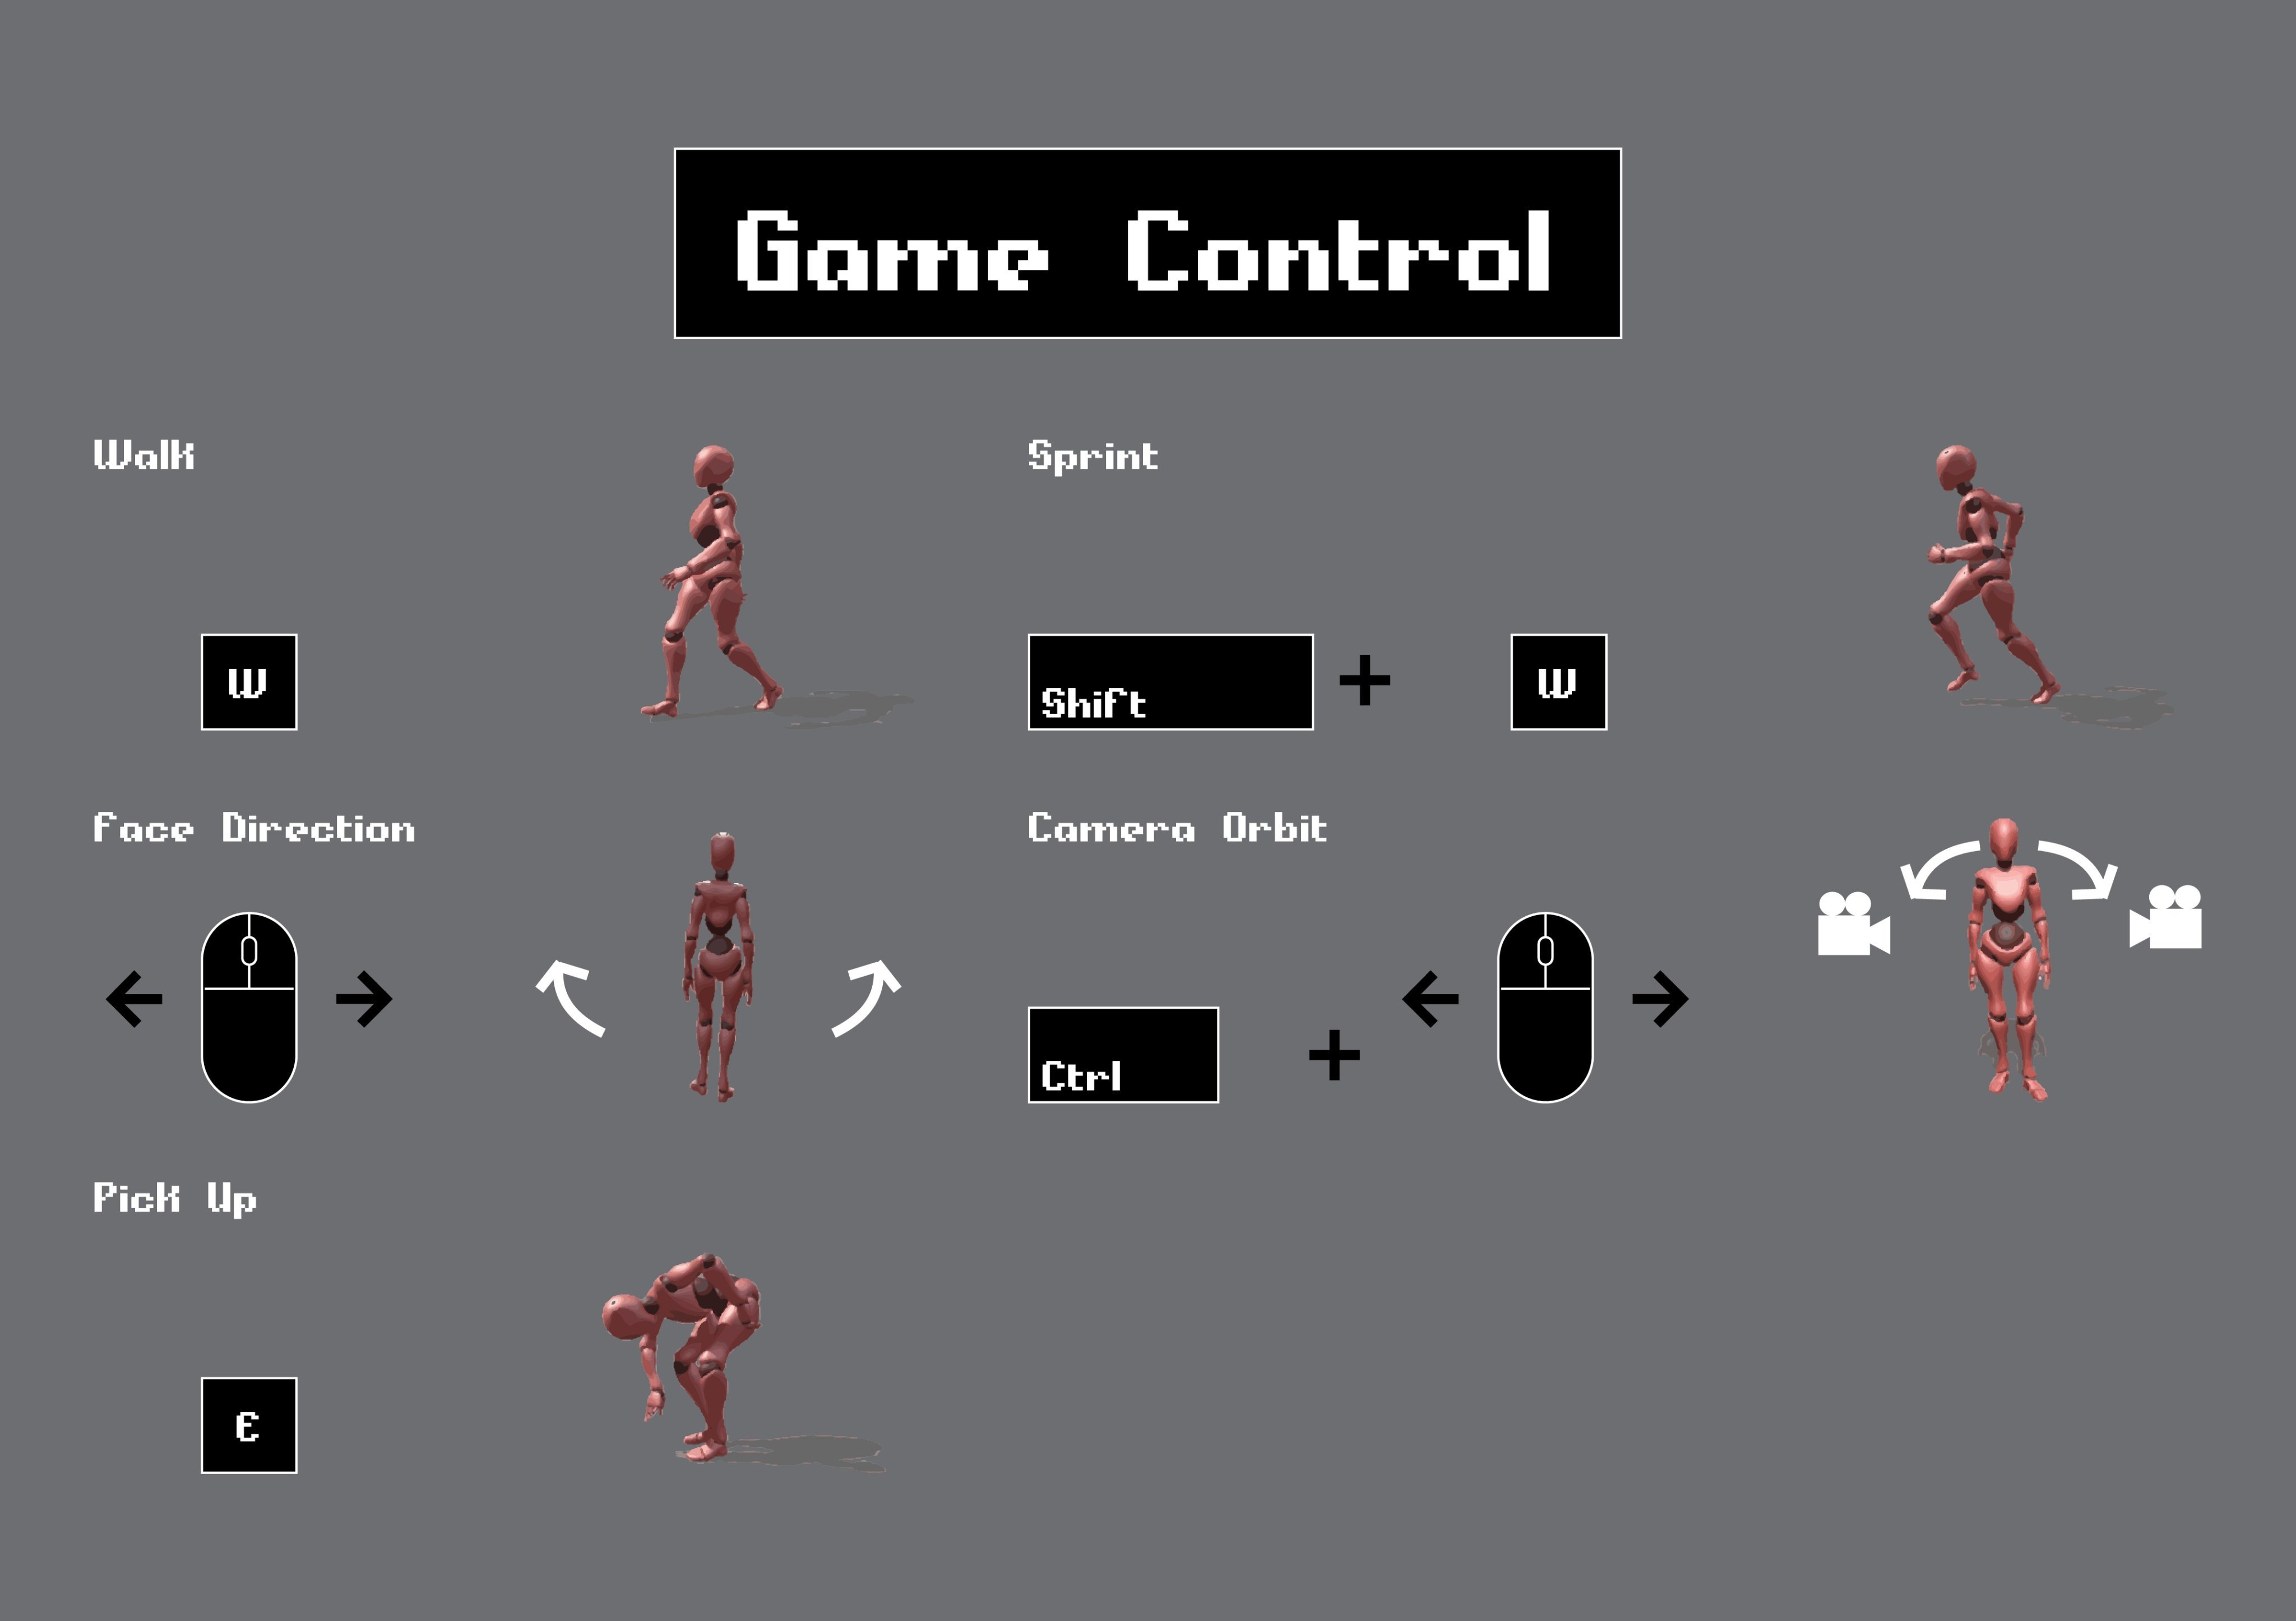 Game Control
Walk
Sprint
W
Shift + W
Face Direction
Camera Orbit
Ctrl +
Pick Up
E